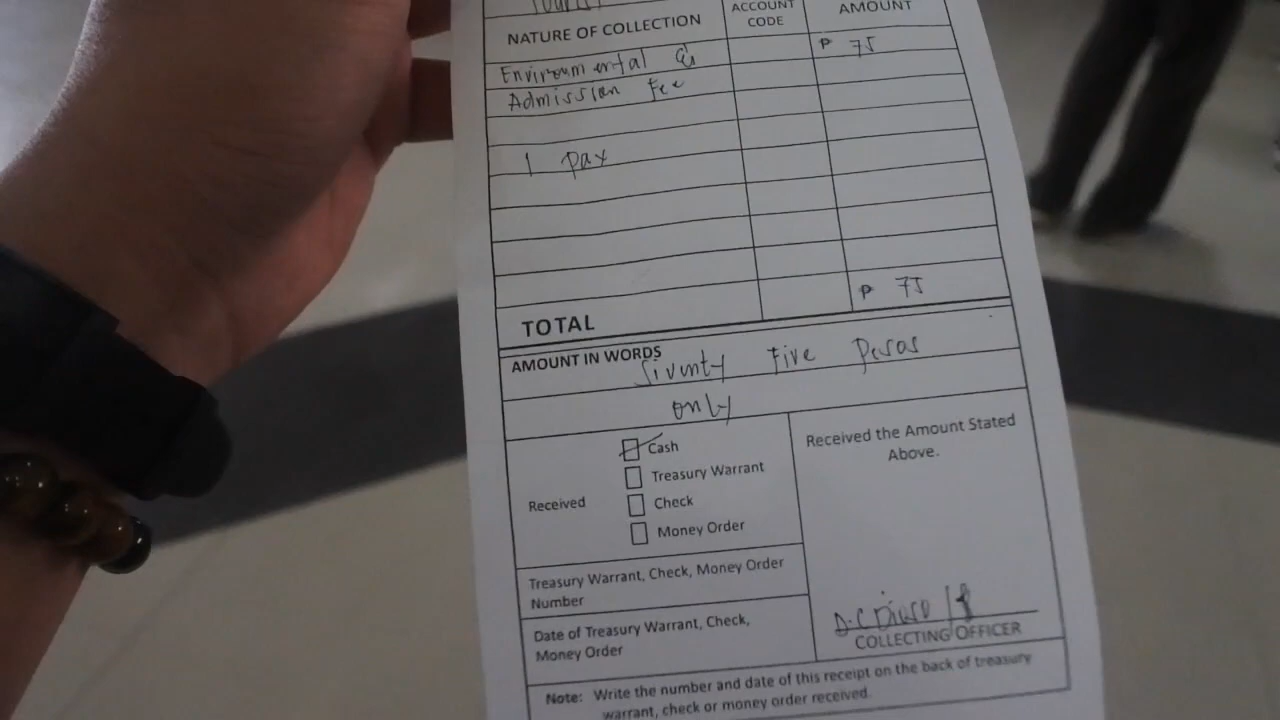 NATURE OF COLLECTION
ACCOUNT CODE
AMOUNT
Environmental &
₱ 75
Admission Fee
1 Pax
₱ 75
TOTAL
AMOUNT IN WORDS
Sivinty Five Pesos
only
Received
Cash
Treasury Warrant
Check
Money Order
Received the Amount Stated
Above.
Treasury Warrant, Check, Money Order
Number
Date of Treasury Warrant, Check,
Money Order
COLLECTING OFFICER
Note: Write the number and date of this receipt on the back of treasury
warrant, check or money order received.